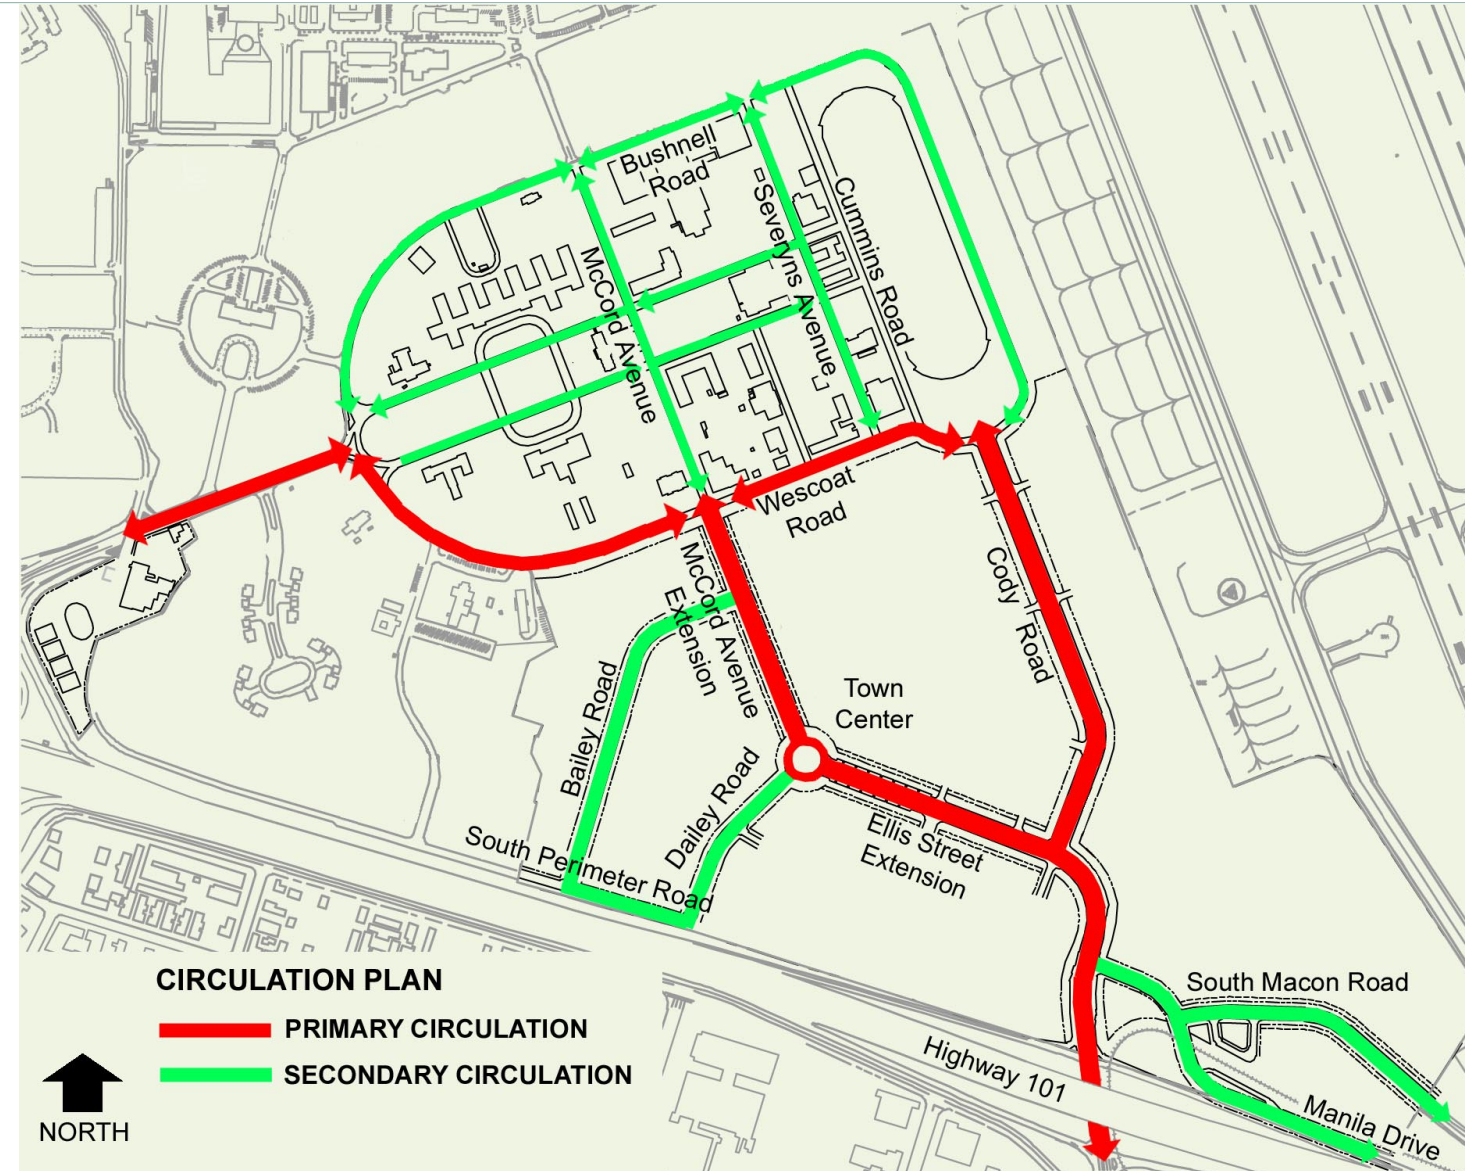 Bushnell
Road
Severyns Avenue
Cummins Road
McCord Avenue
Wescoat
Road
McCord Avenue
Extension
Cody Road
Town
Center
Bailey Road
Dailey Road
South Perimeter Road
Ellis Street
Extension
South Macon Road
Highway 101
Manila Drive
CIRCULATION PLAN
PRIMARY CIRCULATION
SECONDARY CIRCULATION
NORTH